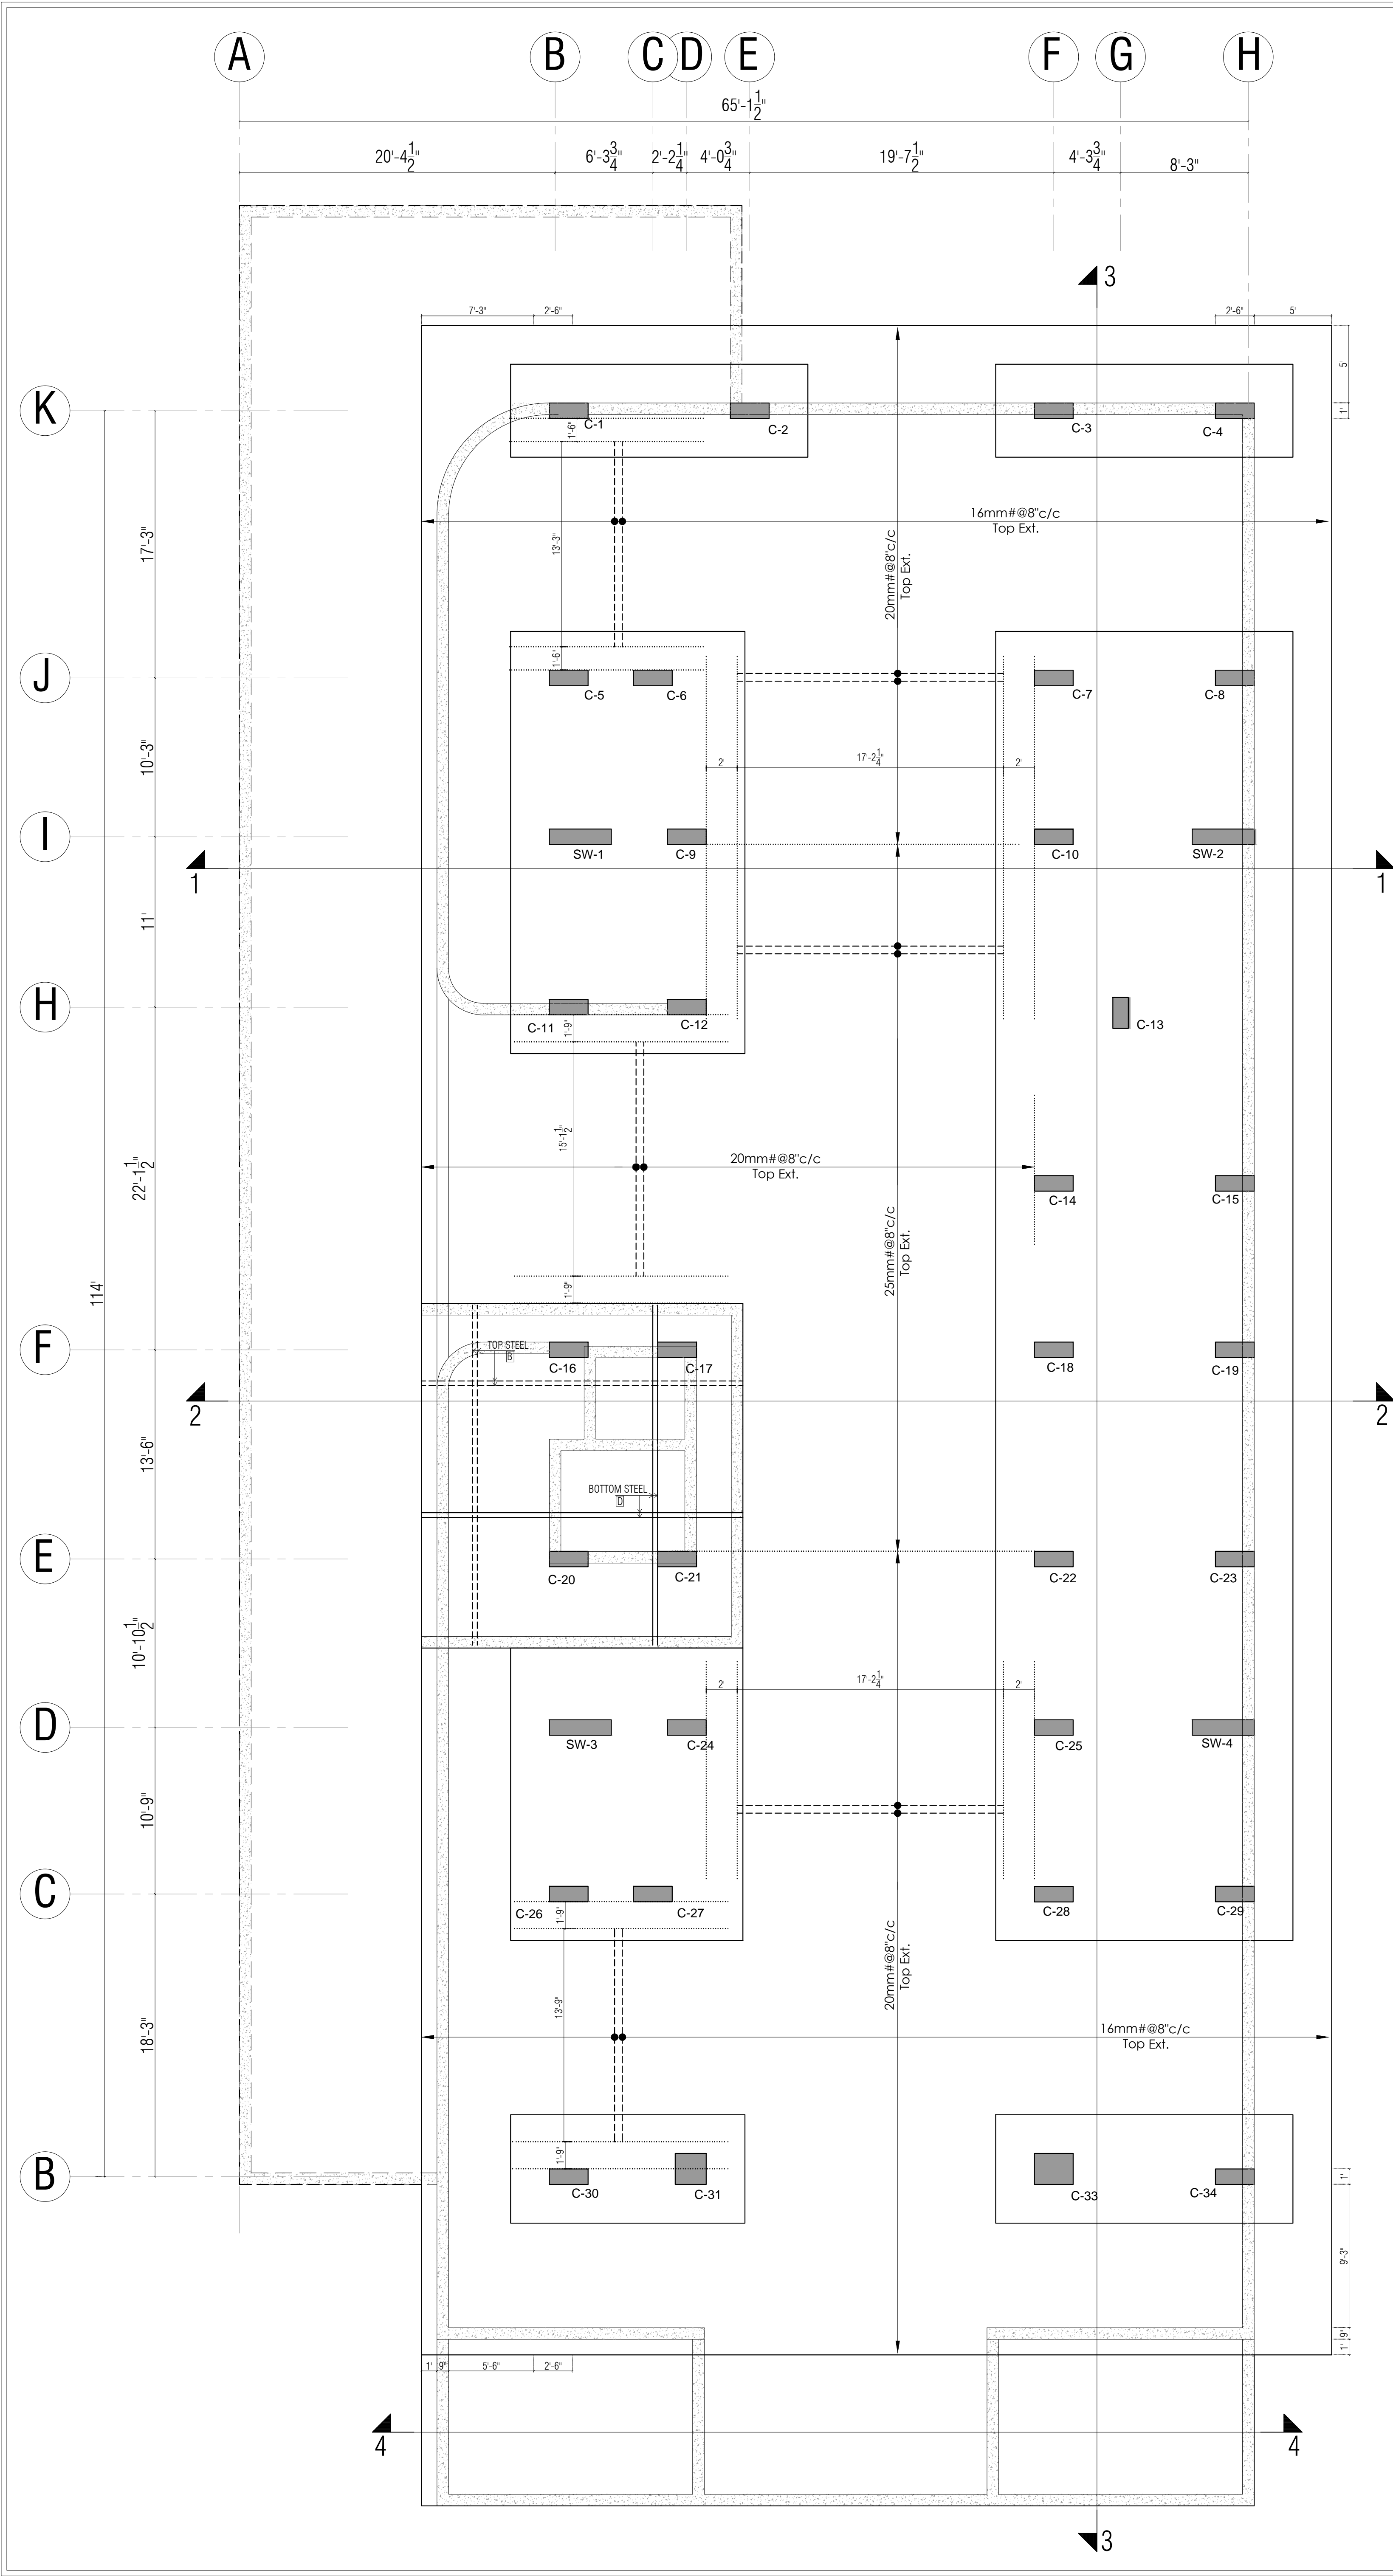 A B C D E F G H
65'-1 1/2"
20'-4 1/2" 6'-3 3/4" 2'-2 1/4" 4'-0 3/4" 19'-7 1/2" 4'-3 3/4" 8'-3"
3
7'-3" 2'-6" 2'-6" 5'
5'
K
1'
C-1 C-2 C-3 C-4
1'-6"
16mm#@8"c/c
Top Ext.
17'-3"
13'-3"
20mm#@8"c/c
Top Ext.
1'-6"
J
C-5 C-6 C-7 C-8
10'-3"
2' 17'-2 1/4" 2'
I
SW-1 C-9 C-10 SW-2
1 1
11'
H
C-11 C-12 C-13
1'-9"
15'-1 1/2"
20mm#@8"c/c
Top Ext.
22'-1 1/2"
C-14 C-15
25mm#@8"c/c
Top Ext.
114'
1'-9"
F
TOP STEEL
B
C-16 C-17 C-18 C-19
2 2
13'-6"
BOTTOM STEEL
D
E
C-20 C-21 C-22 C-23
10'-10 1/2"
2' 17'-2 1/4" 2'
D
SW-3 C-24 C-25 SW-4
10'-9"
C
C-26 C-27 C-28 C-29
1'-9"
20mm#@8"c/c
Top Ext.
13'-9"
18'-3"
16mm#@8"c/c
Top Ext.
1'-9"
B
1'
C-30 C-31 C-33 C-34
9'-3"
9"
1'
1' 9" 5'-6" 2'-6"
4 4
3